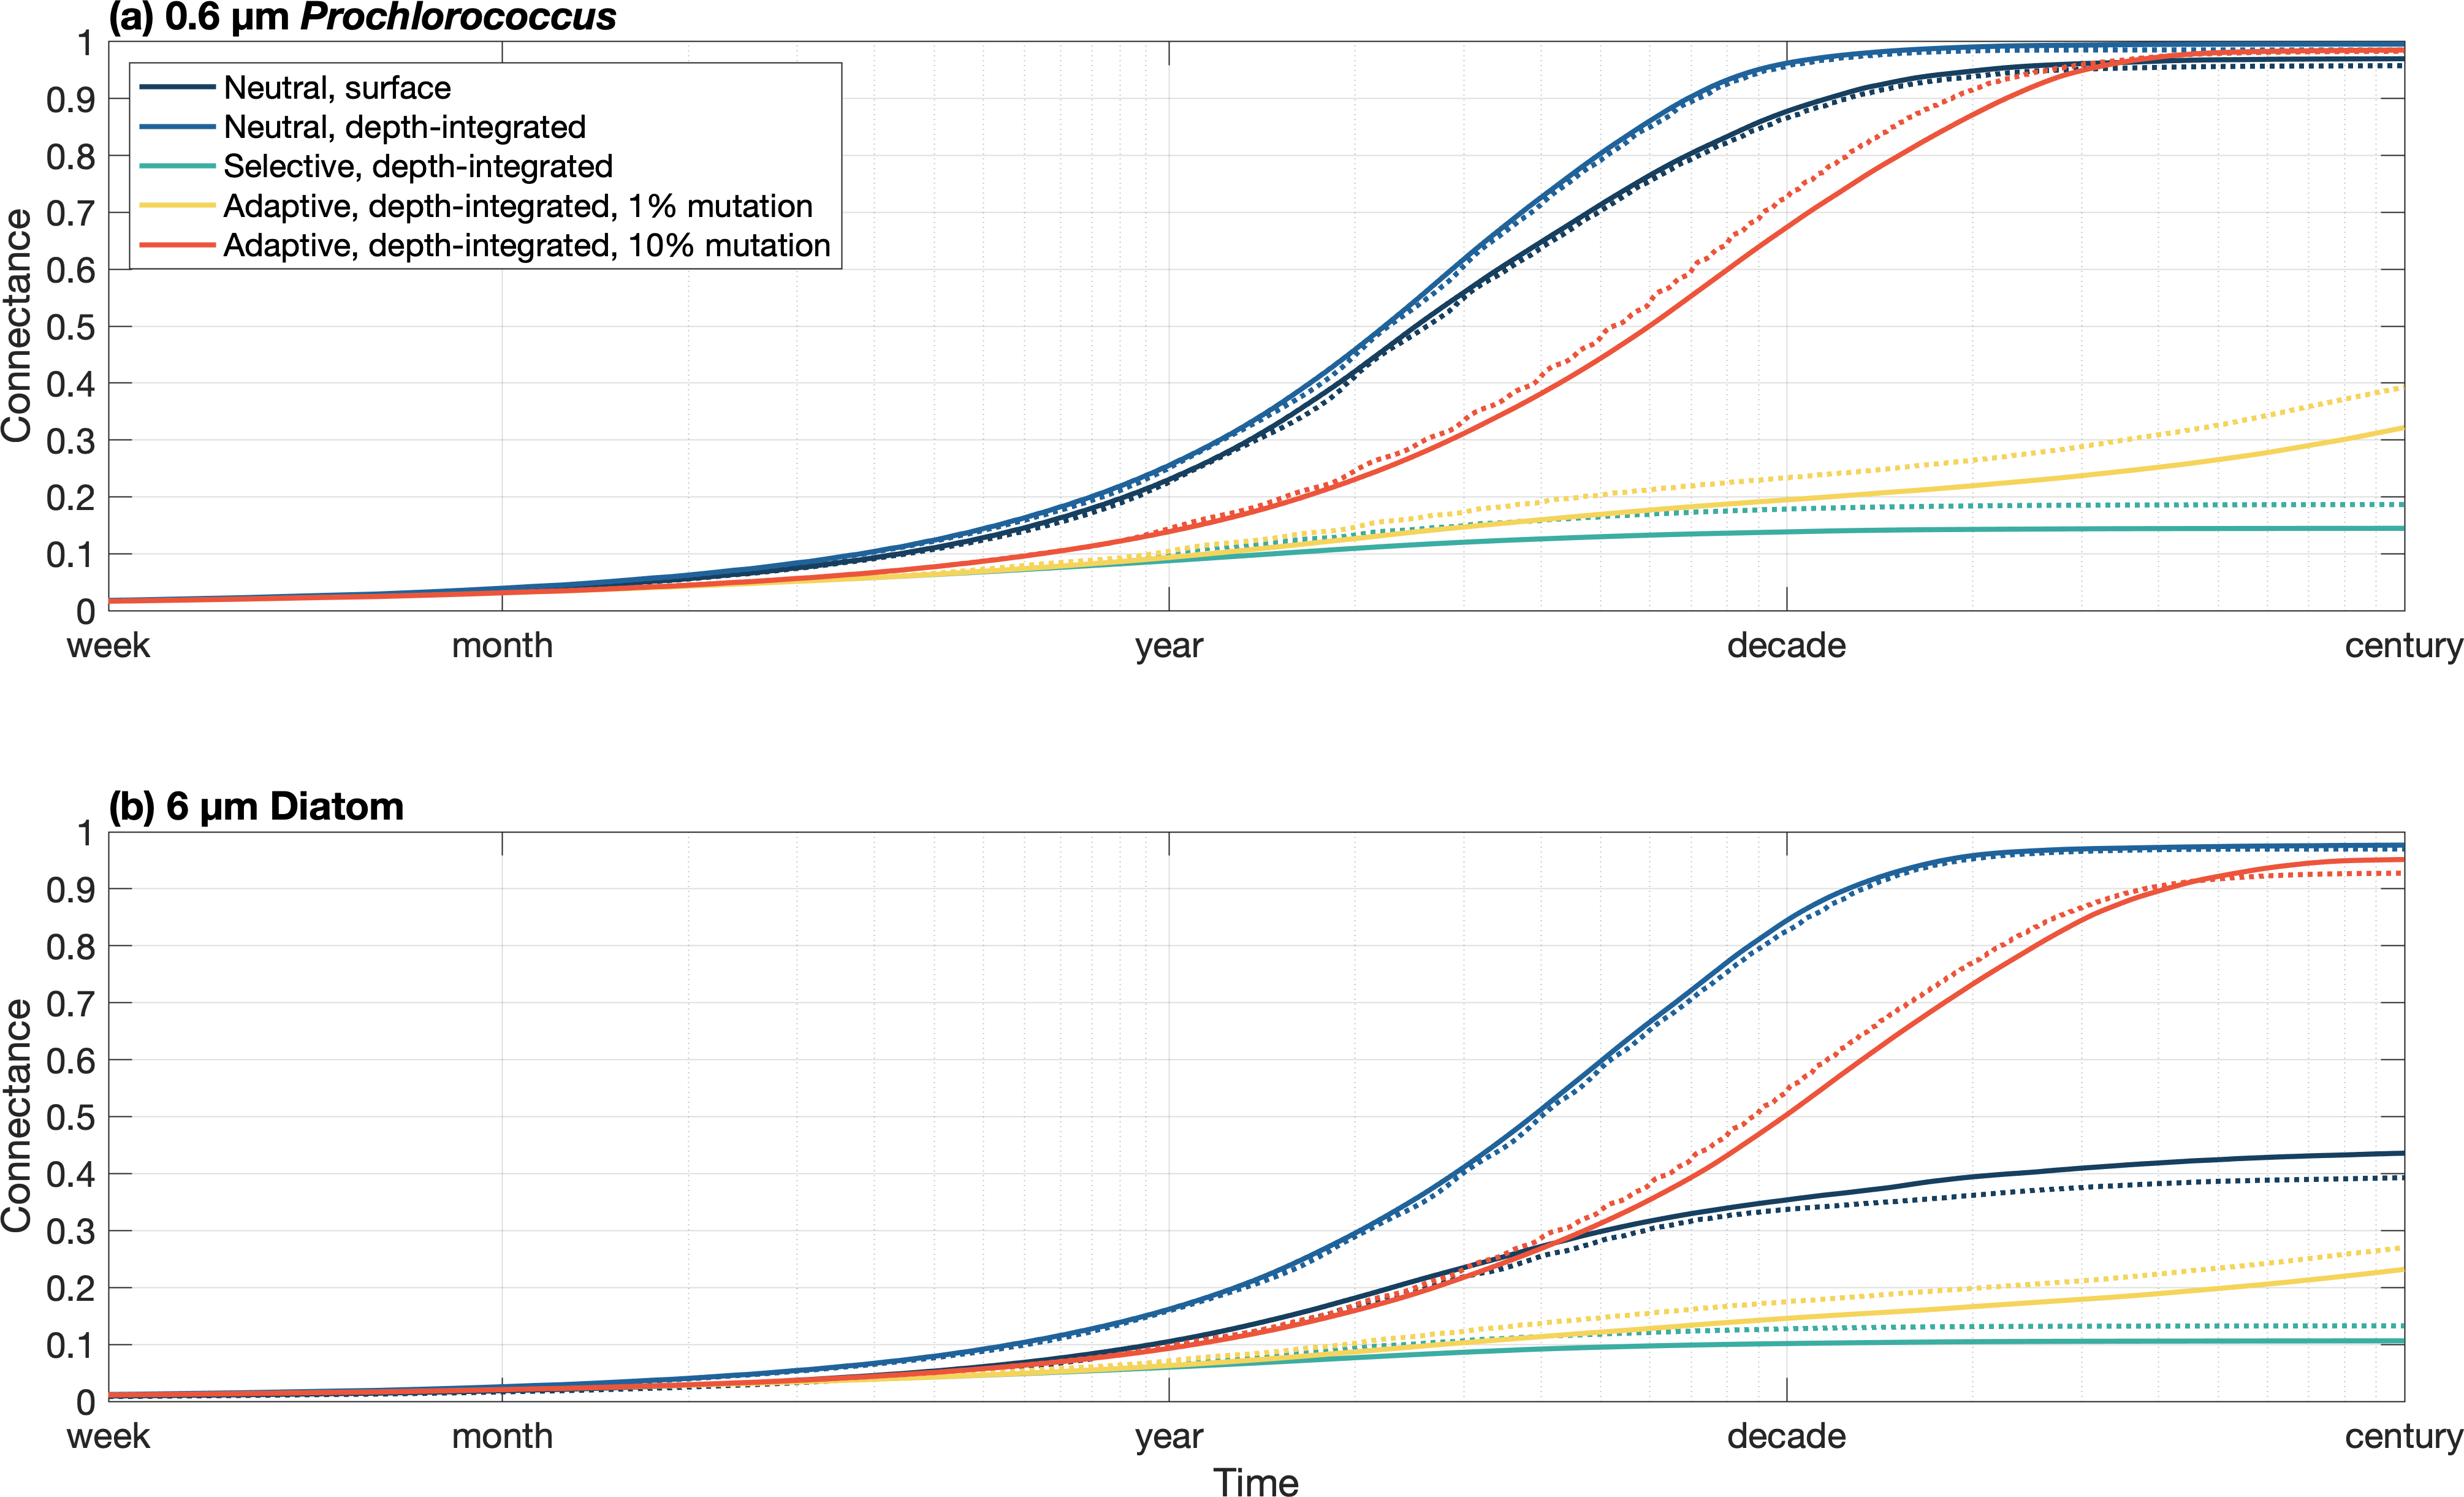 (a) 0.6 µm Prochlorococcus
Connectance
1
0.9
0.8
0.7
0.6
0.5
0.4
0.3
0.2
0.1
0
Neutral, surface
Neutral, depth-integrated
Selective, depth-integrated
Adaptive, depth-integrated, 1% mutation
Adaptive, depth-integrated, 10% mutation
week month year decade century
(b) 6 µm Diatom
Connectance
1
0.9
0.8
0.7
0.6
0.5
0.4
0.3
0.2
0.1
0
week month year decade century
Time